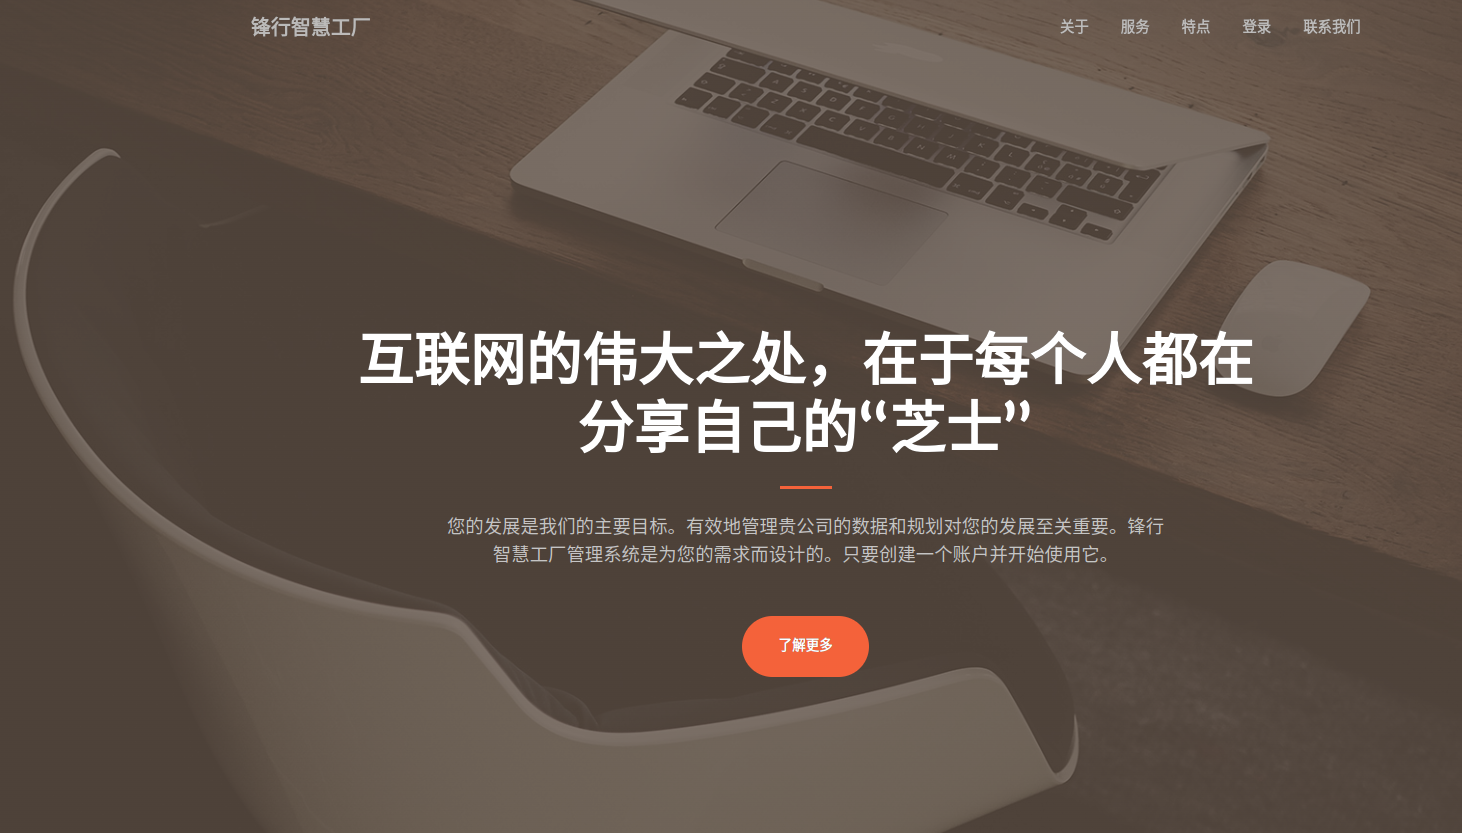 锋行智慧工厂
关于 服务 特点 登录 联系我们
互联网的伟大之处，在于每个人都在
分享自己的“芝士”
您的发展是我们的主要目标。有效地管理贵公司的数据和规划对您的发展至关重要。锋行
智慧工厂管理系统是为您的需求而设计的。只要创建一个账户并开始使用它。
了解更多